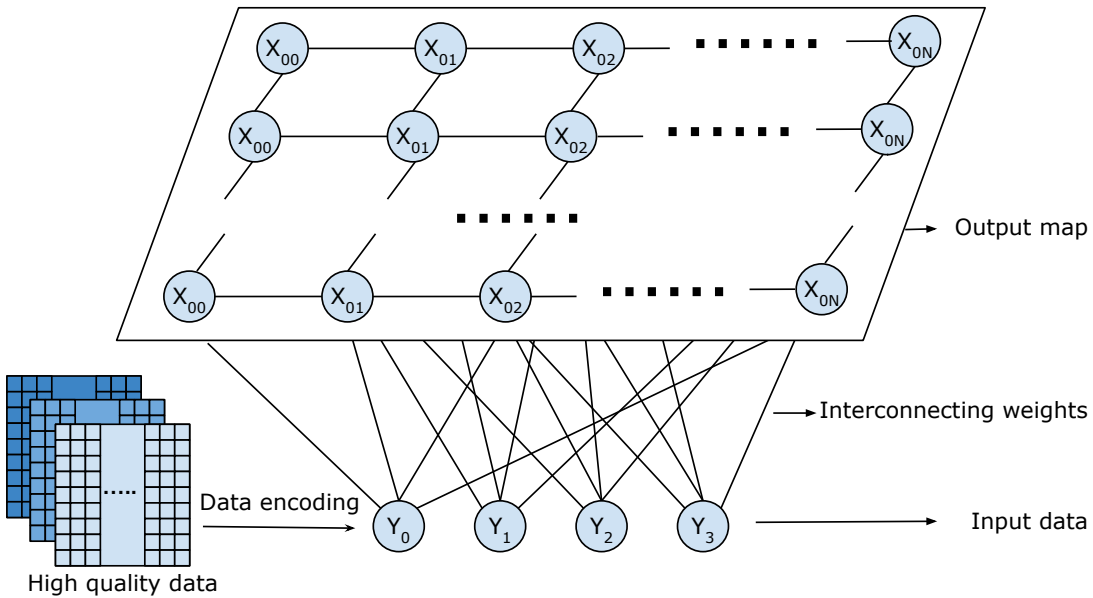 X00 X01 X02 ...... X0N
X00 X01 X02 ...... X0N
......
Output map
X00 X01 X02 ...... X0N
Interconnecting weights
.....
Data encoding
Y0 Y1 Y2 Y3
Input data
High quality data